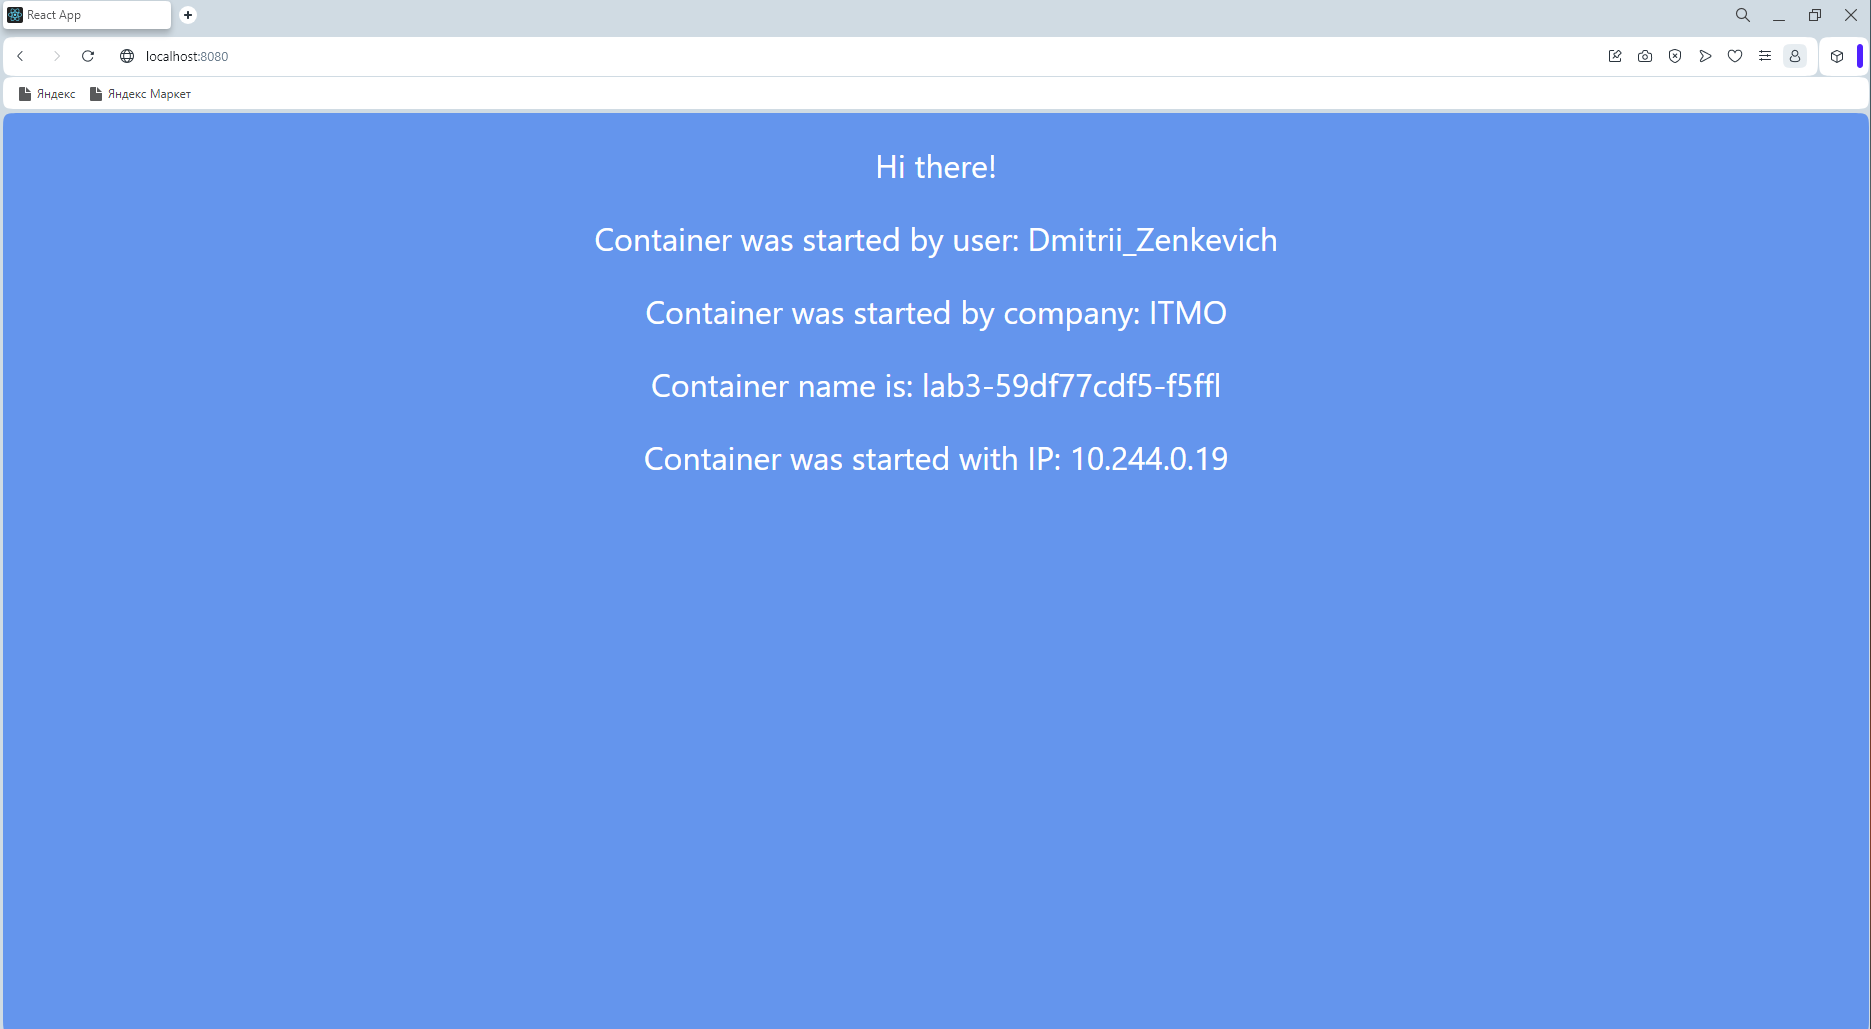 React App
localhost:8080
Яндекс Яндекс Маркет
Hi there!
Container was started by user: Dmitrii_Zenkevich
Container was started by company: ITMO
Container name is: lab3-59df77cdf5-f5ffl
Container was started with IP: 10.244.0.19